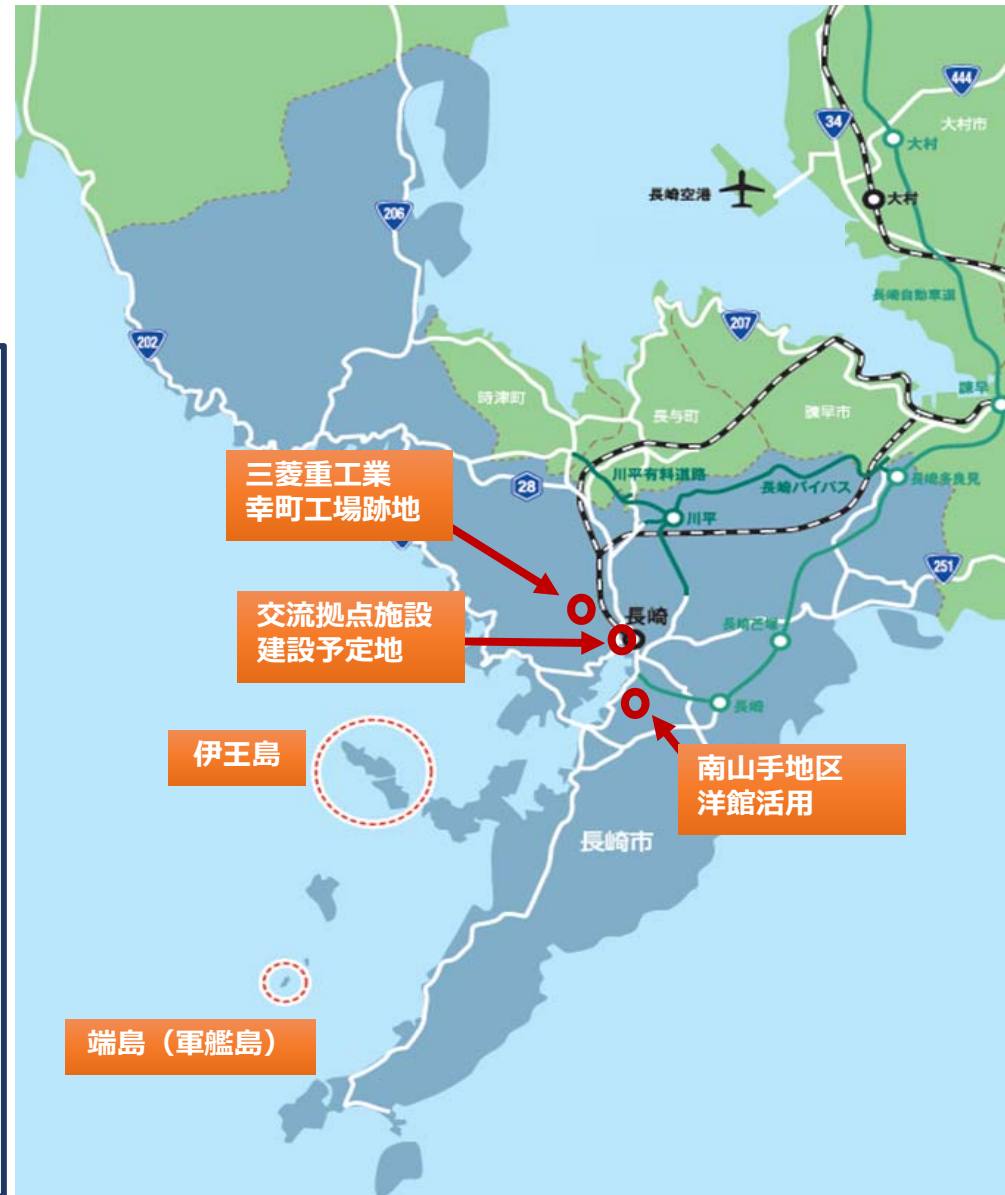 444
34
大村市
大村
長崎空港
大村
206
長崎自動車道
207
202
諫早
時津町
長与町
諫早市
三菱重工業
幸町工場跡地
川平有料道路
長崎バイパス
長崎多良見
28
川平
251
交流拠点施設
建設予定地
長崎
長崎芒塚
長崎
伊王島
南山手地区
洋館活用
長崎市
端島（軍艦島）